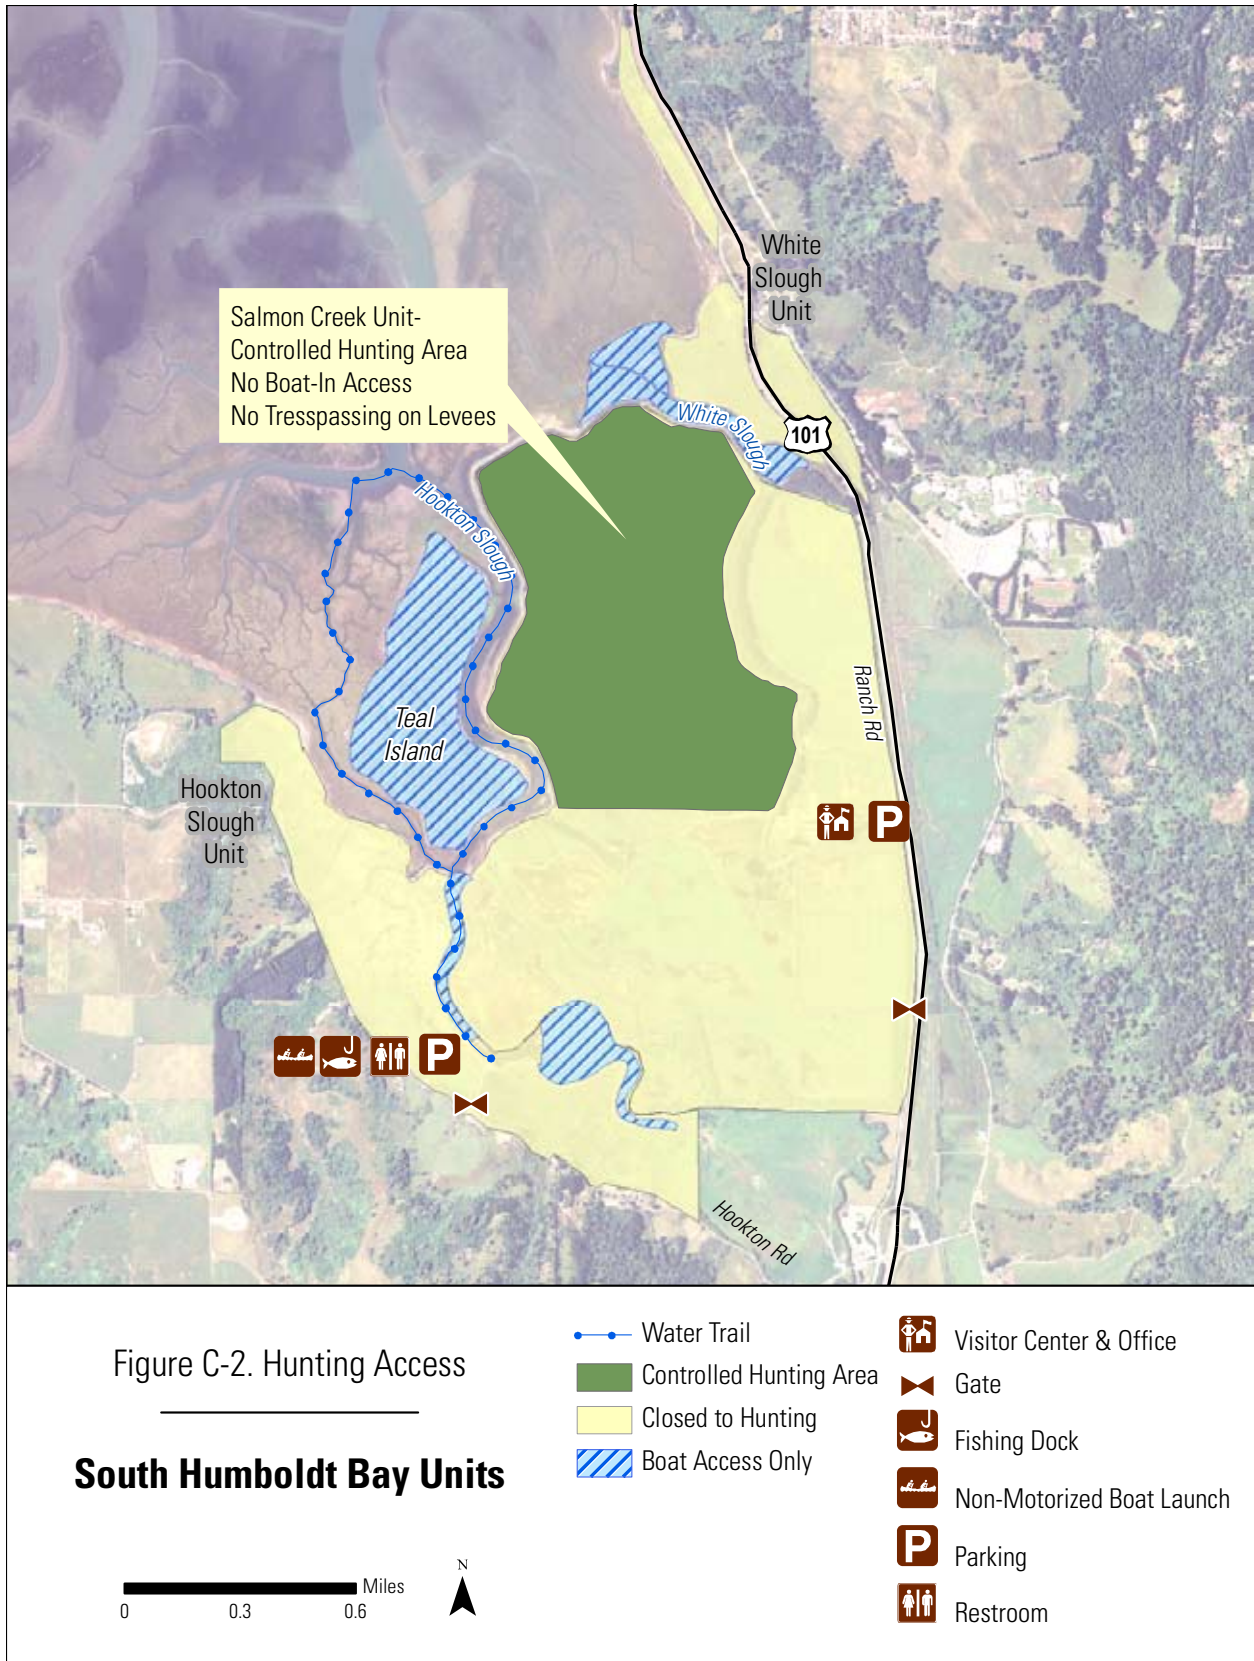 White
Slough
Unit
Salmon Creek Unit-
Controlled Hunting Area
No Boat-In Access
No Tresspassing on Levees
White Slough
101
Hookton Slough
Ranch Rd
Teal
Island
Hookton
Slough
Unit
P
P
Hookton Rd
Figure C-2. Hunting Access
South Humboldt Bay Units
Miles
0 0.3 0.6
N
Water Trail
Controlled Hunting Area
Closed to Hunting
Boat Access Only
Visitor Center & Office
Gate
Fishing Dock
Non-Motorized Boat Launch
P Parking
Restroom